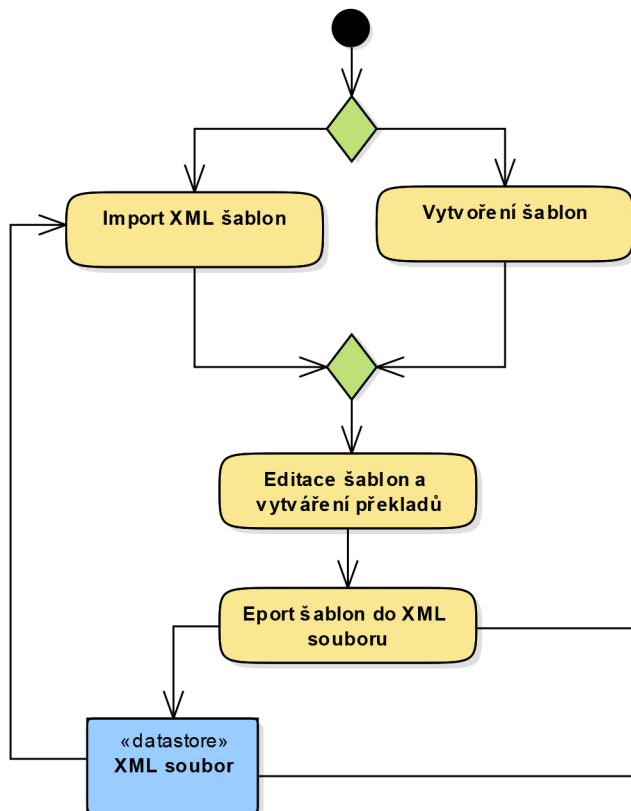 Import XML šablon
Vytvoření šablon
Editace šablon a
vytváření překladů
Eport šablon do XML
souboru
«datastore»
XML soubor